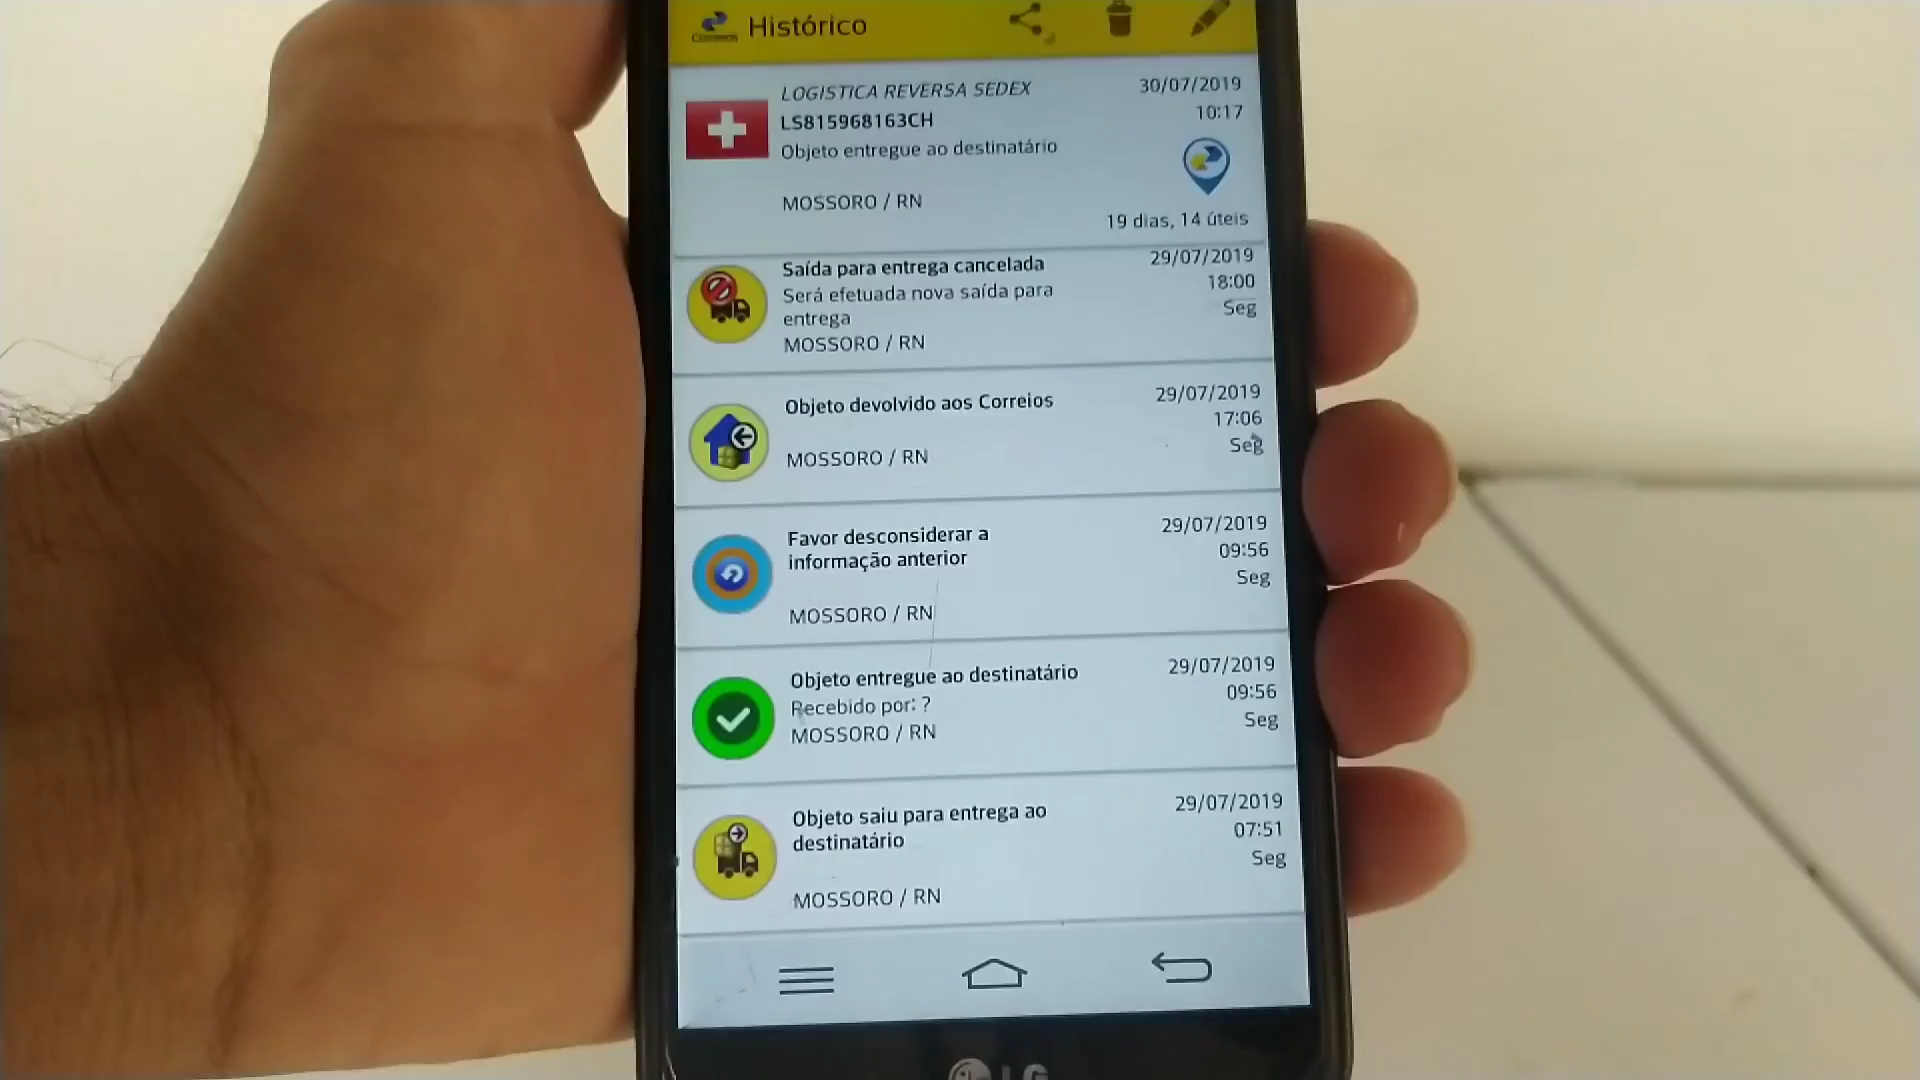 Correios Histórico
LOGISTICA REVERSA SEDEX 30/07/2019
LS815968163CH 10:17
Objeto entregue ao destinatário
MOSSORO / RN
19 dias, 14 úteis
Saída para entrega cancelada 29/07/2019
Será efetuada nova saída para 18:00
entrega Seg
MOSSORO / RN
Objeto devolvido aos Correios 29/07/2019
17:06
MOSSORO / RN Seg
Favor desconsiderar a 29/07/2019
informação anterior 09:56
Seg
MOSSORO / RN
Objeto entregue ao destinatário 29/07/2019
Recebido por: ? 09:56
MOSSORO / RN Seg
Objeto saiu para entrega ao 29/07/2019
destinatário 07:51
Seg
MOSSORO / RN
LG